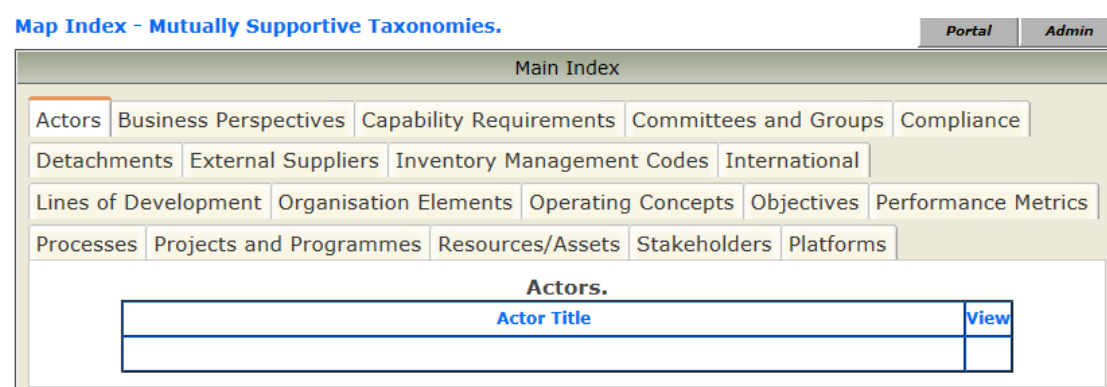 Map Index - Mutually Supportive Taxonomies.
Portal Admin
Main Index
Actors Business Perspectives Capability Requirements Committees and Groups Compliance
Detachments External Suppliers Inventory Management Codes International
Lines of Development Organisation Elements Operating Concepts Objectives Performance Metrics
Processes Projects and Programmes Resources/Assets Stakeholders Platforms
Actors.
Actor Title View